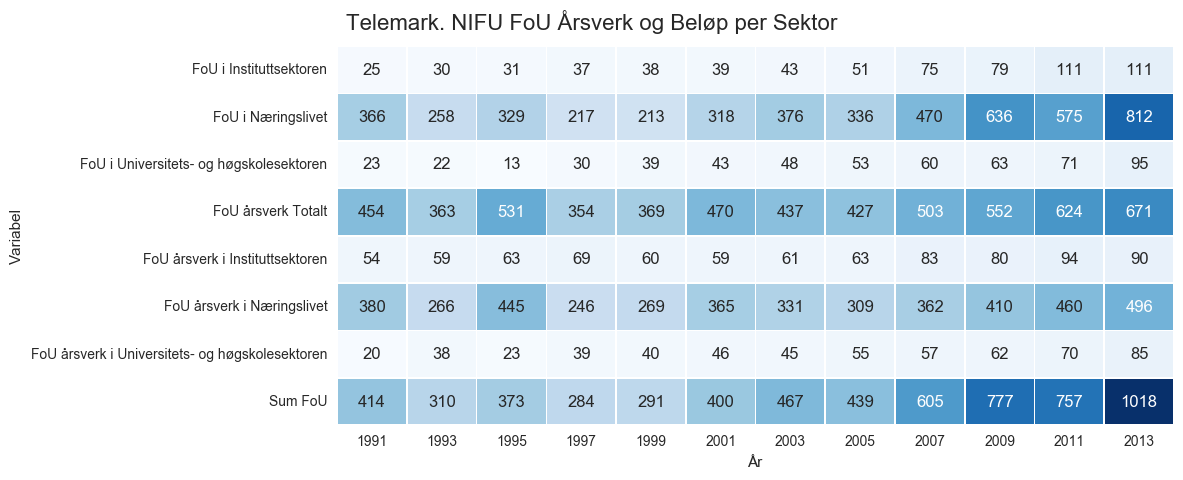 Telemark. NIFU FoU Årsverk og Beløp per Sektor
Variabel
FoU i Instituttsektoren 25 30 31 37 38 39 43 51 75 79 111 111
FoU i Næringslivet 366 258 329 217 213 318 376 336 470 636 575 812
FoU i Universitets- og høgskolesektoren 23 22 13 30 39 43 48 53 60 63 71 95
FoU årsverk Totalt 454 363 531 354 369 470 437 427 503 552 624 671
FoU årsverk i Instituttsektoren 54 59 63 69 60 59 61 63 83 80 94 90
FoU årsverk i Næringslivet 380 266 445 246 269 365 331 309 362 410 460 496
FoU årsverk i Universitets- og høgskolesektoren 20 38 23 39 40 46 45 55 57 62 70 85
Sum FoU 414 310 373 284 291 400 467 439 605 777 757 1018
1991 1993 1995 1997 1999 2001 2003 2005 2007 2009 2011 2013
År